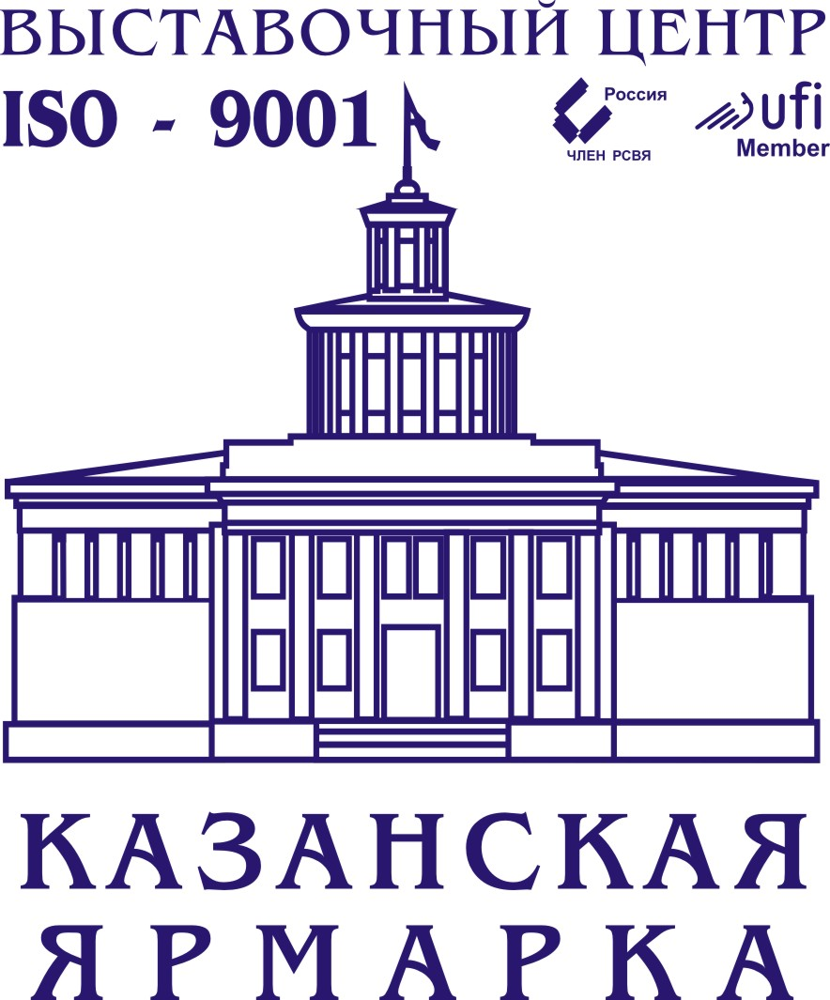 ВЫСТАВОЧНЫЙ ЦЕНТР
ISO - 9001
Россия
ЧЛЕН РСВЯ
ufi
Member
КАЗАНСКАЯ
ЯРМАРКА